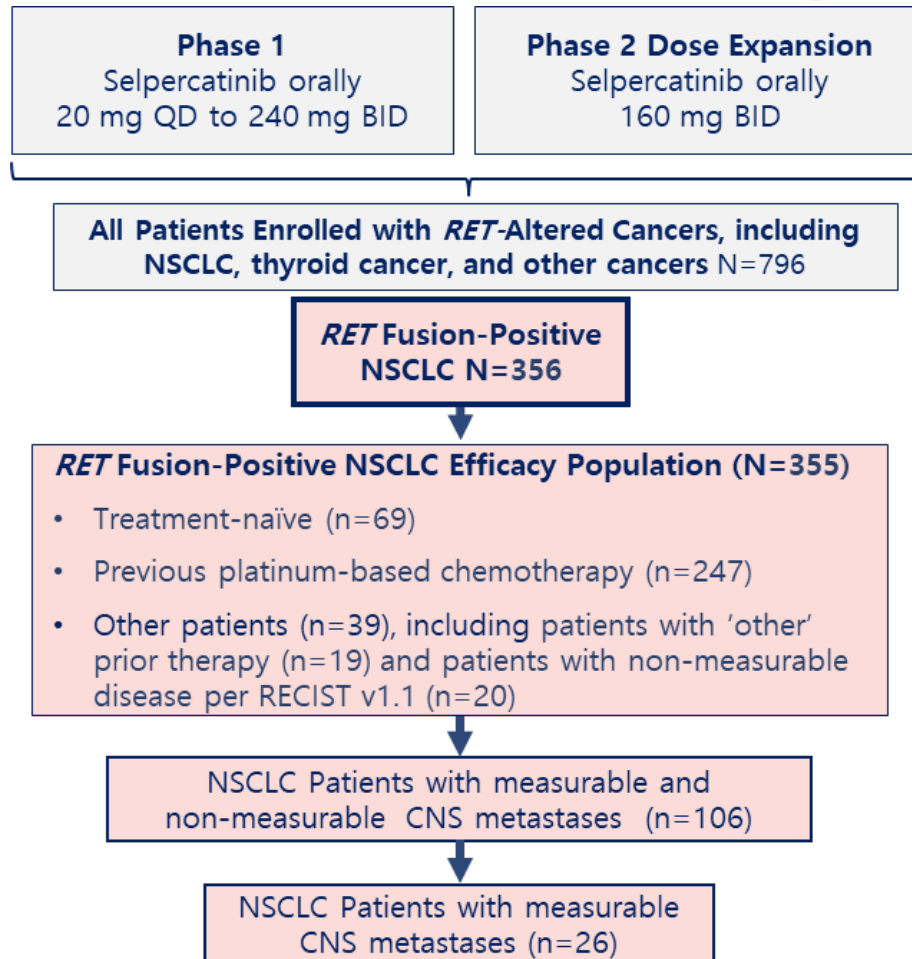 Phase 1
Selpercatinib orally
20 mg QD to 240 mg BID
Phase 2 Dose Expansion
Selpercatinib orally
160 mg BID
All Patients Enrolled with RET-Altered Cancers, including
NSCLC, thyroid cancer, and other cancers N=796
RET Fusion-Positive
NSCLC N=356
RET Fusion-Positive NSCLC Efficacy Population (N=355)
• Treatment-naïve (n=69)
• Previous platinum-based chemotherapy (n=247)
• Other patients (n=39), including patients with ‘other’
prior therapy (n=19) and patients with non-measurable
disease per RECIST v1.1 (n=20)
NSCLC Patients with measurable and
non-measurable CNS metastases (n=106)
NSCLC Patients with measurable
CNS metastases (n=26)